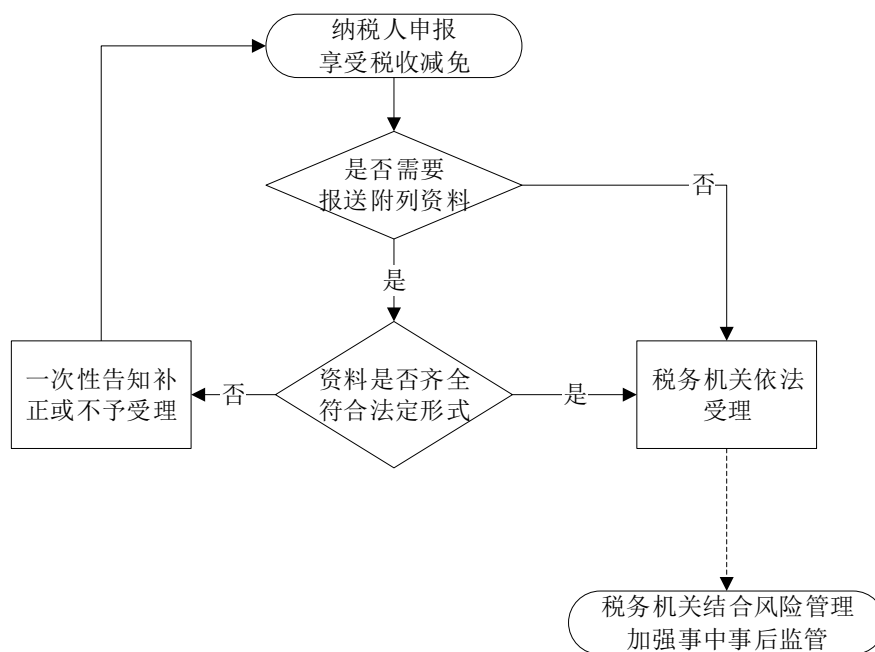 纳税人申报
享受税收减免
是否需要
报送附列资料
否
是
一次性告知补
正或不予受理
否
资料是否齐全
符合法定形式
是
税务机关依法
受理
税务机关结合风险管理
加强事中事后监管